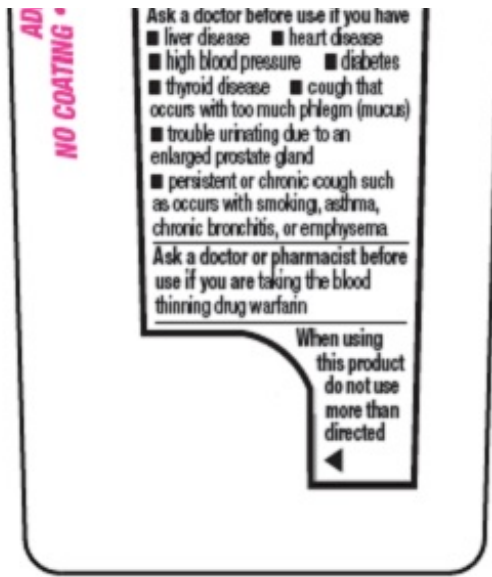 Ask a doctor before use if you have
■ liver disease ■ heart disease
■ high blood pressure ■ diabetes
■ thyroid disease ■ cough that
occurs with too much phlegm (mucus)
■ trouble urinating due to an
enlarged prostate gland
■ persistent or chronic cough such
as occurs with smoking, asthma,
chronic bronchitis, or emphysema
Ask a doctor or pharmacist before
use if you are taking the blood
thinning drug warfarin
When using
this product
do not use
more than
directed
◀
NO COATING •